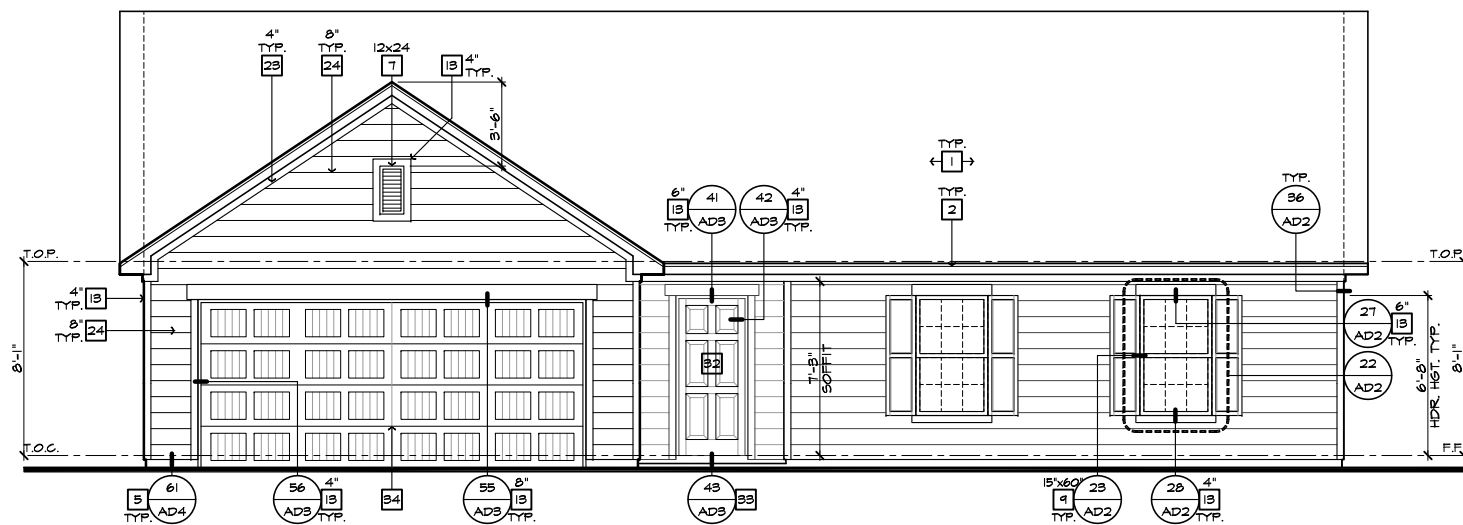 4" 8" 12x24
TYP. TYP.
23 24 7 13 4" TYP.
3'-6"
TYP.
1
TYP.
2
TYP.
36
AD2
6" 41 42 4"
13 AD3 AD3 13
TYP. TYP.
T.O.P. T.O.P.
4"
TYP. 13
8"
TYP. 24
8'-1"
32
7'-3"
SOFFIT
27 6"
AD2 13
TYP.
22
AD2
6'-8"
HDR. HGT. TYP.
8'-1"
T.O.C. F.F.
5 TYP. 61
AD4
56 4"
AD3 13
TYP.
34
55 8"
AD3 13
TYP.
43
AD3 33
15"x60" 23
9 AD2
TYP.
28 4"
AD2 13
TYP.